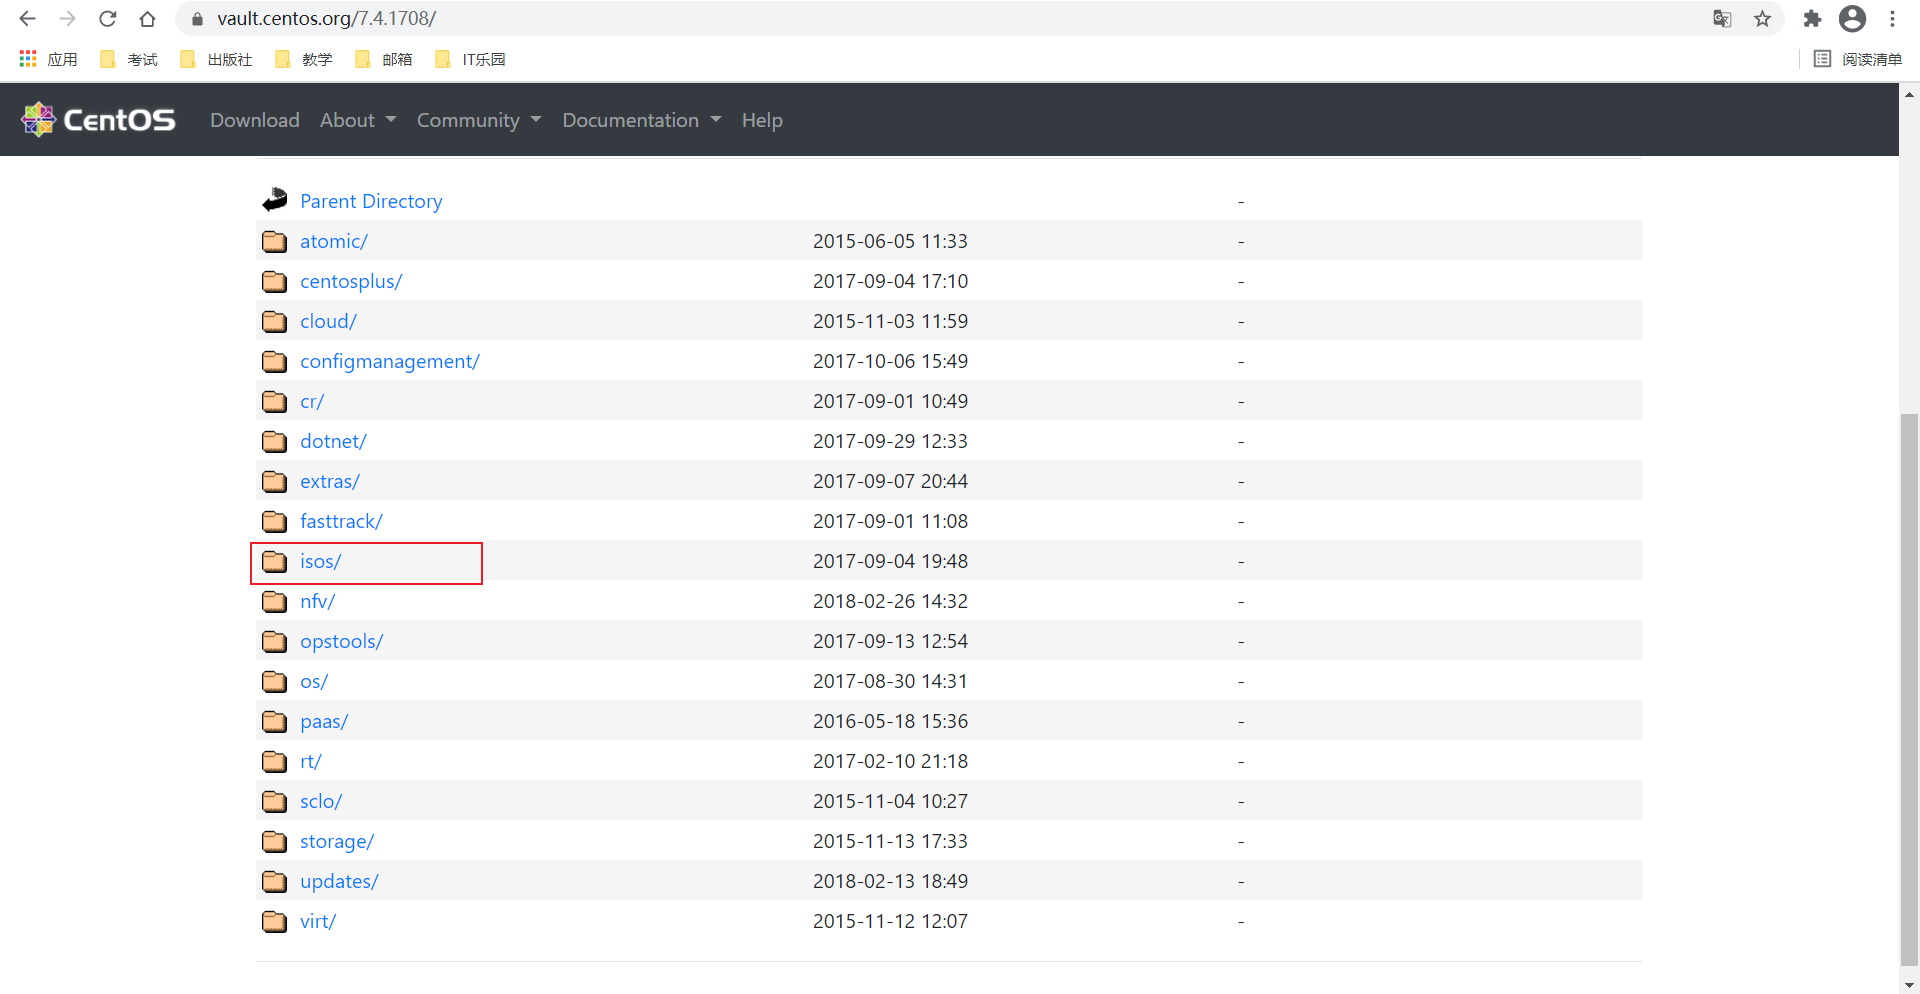 vault.centos.org/7.4.1708/
应用 考试 出版社 教学 邮箱 IT乐园 阅读清单
CentOS Download About Community Documentation Help
Parent Directory -
atomic/ 2015-06-05 11:33 -
centosplus/ 2017-09-04 17:10 -
cloud/ 2015-11-03 11:59 -
configmanagement/ 2017-10-06 15:49 -
cr/ 2017-09-01 10:49 -
dotnet/ 2017-09-29 12:33 -
extras/ 2017-09-07 20:44 -
fasttrack/ 2017-09-01 11:08 -
isos/ 2017-09-04 19:48 -
nfv/ 2018-02-26 14:32 -
opstools/ 2017-09-13 12:54 -
os/ 2017-08-30 14:31 -
paas/ 2016-05-18 15:36 -
rt/ 2017-02-10 21:18 -
sclo/ 2015-11-04 10:27 -
storage/ 2015-11-13 17:33 -
updates/ 2018-02-13 18:49 -
virt/ 2015-11-12 12:07 -